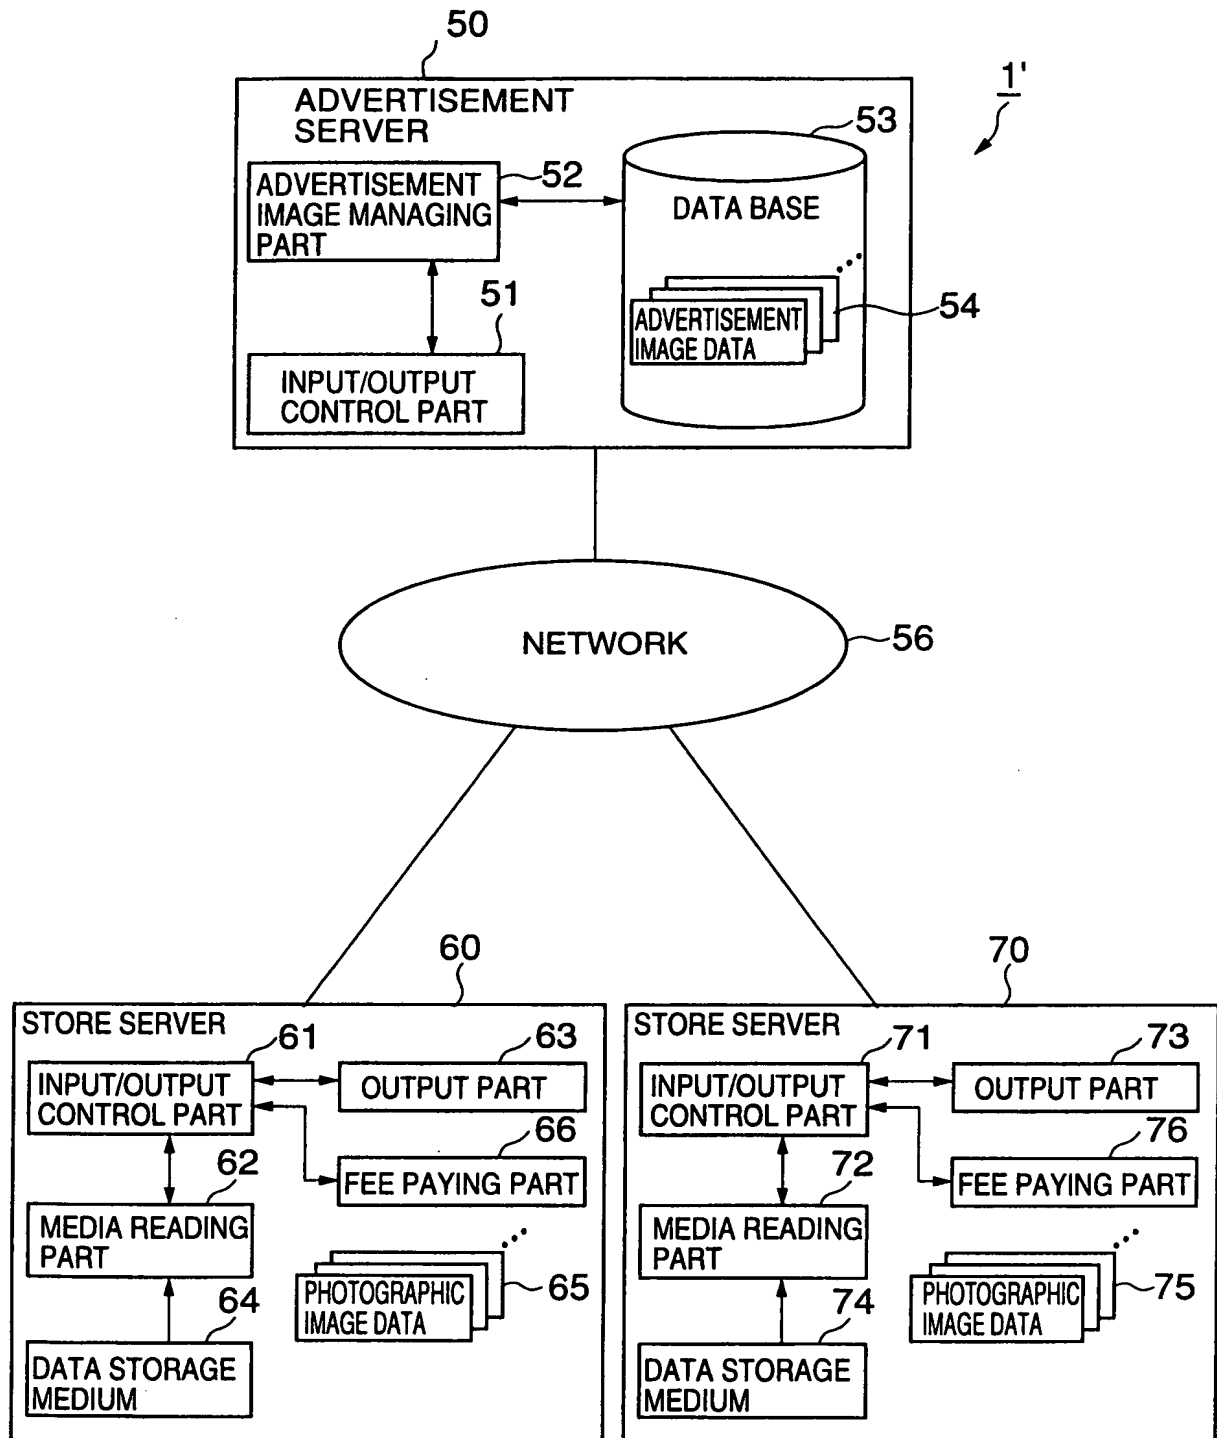 50
1'
ADVERTISEMENT
SERVER
53
52
ADVERTISEMENT
IMAGE MANAGING
PART
DATA BASE
51
54
ADVERTISEMENT
IMAGE DATA
INPUT/OUTPUT
CONTROL PART
NETWORK
56
60
STORE SERVER
61
63
INPUT/OUTPUT
CONTROL PART
OUTPUT PART
66
62
FEE PAYING PART
MEDIA READING
PART
65
PHOTOGRAPHIC
IMAGE DATA
64
DATA STORAGE
MEDIUM
70
STORE SERVER
71
73
INPUT/OUTPUT
CONTROL PART
OUTPUT PART
76
72
FEE PAYING PART
MEDIA READING
PART
75
PHOTOGRAPHIC
IMAGE DATA
74
DATA STORAGE
MEDIUM